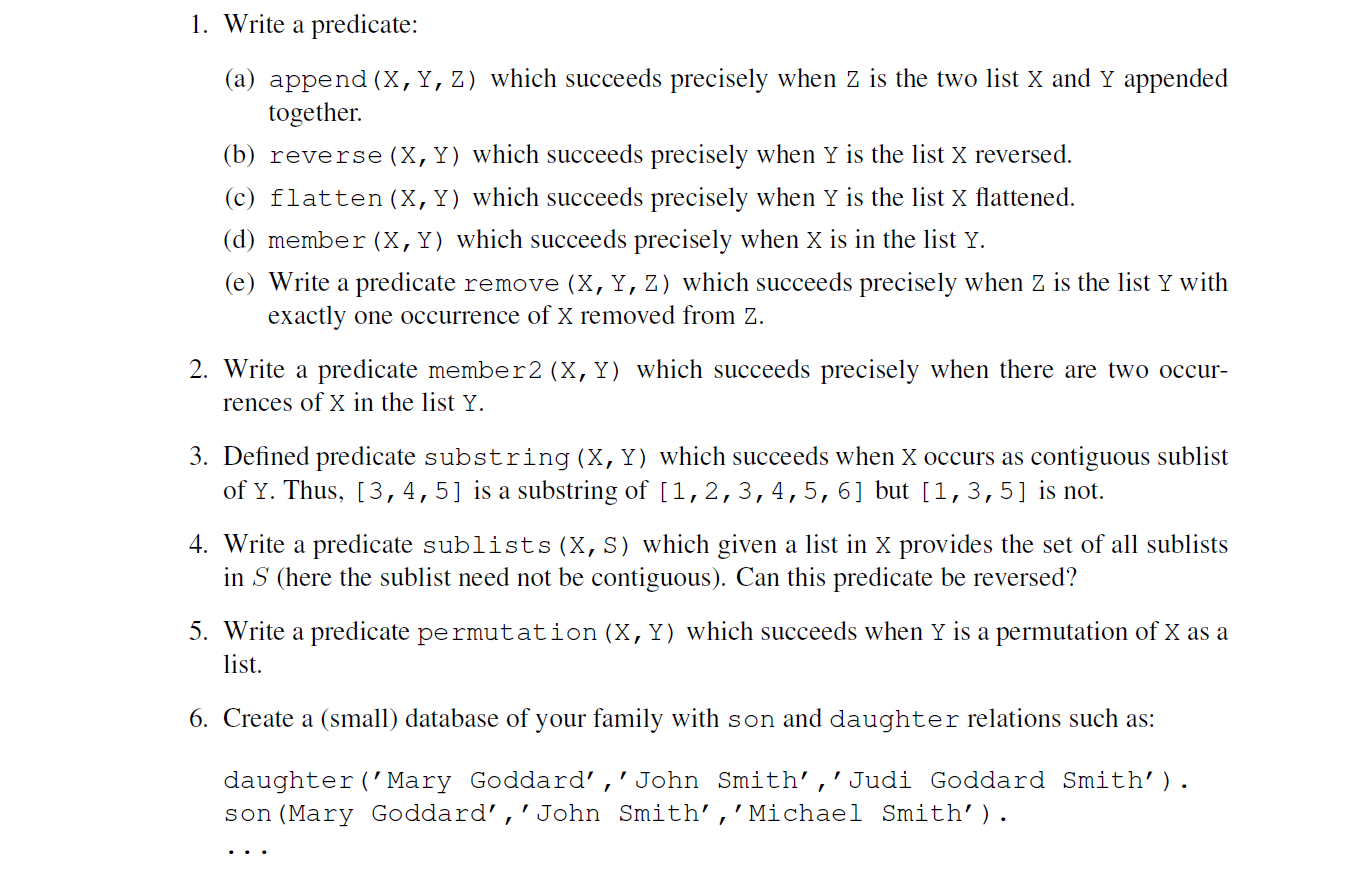 1. Write a predicate:
(a) append(X,Y,Z) which succeeds precisely when Z is the two list X and Y appended
together.
(b) reverse(X,Y) which succeeds precisely when Y is the list X reversed.
(c) flatten(X,Y) which succeeds precisely when Y is the list X flattened.
(d) member(X,Y) which succeeds precisely when X is in the list Y.
(e) Write a predicate remove(X,Y,Z) which succeeds precisely when Z is the list Y with
exactly one occurrence of X removed from Z.
2. Write a predicate member2(X,Y) which succeeds precisely when there are two occur-
rences of X in the list Y.
3. Defined predicate substring(X,Y) which succeeds when X occurs as contiguous sublist
of Y. Thus, [3,4,5] is a substring of [1,2,3,4,5,6] but [1,3,5] is not.
4. Write a predicate sublists(X,S) which given a list in X provides the set of all sublists
in S (here the sublist need not be contiguous). Can this predicate be reversed?
5. Write a predicate permutation(X,Y) which succeeds when Y is a permutation of X as a
list.
6. Create a (small) database of your family with son and daughter relations such as:
daughter(’Mary Goddard’,’John Smith’,’Judi Goddard Smith’).
son(Mary Goddard’,’John Smith’,’Michael Smith’).
...